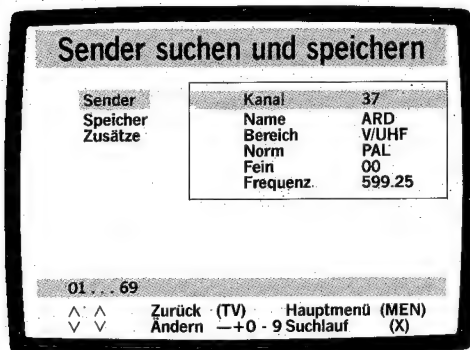 Sender suchen und speichern
Sender Kanal 37
Speicher Name ARD
Zusätze Bereich V/UHF
Norm PAL
Fein 00
Frequenz 599.25
01 . . . 69
∧ ∧ Zurück (TV) Hauptmenü (MEN)
∨ ∨ Ändern —+0 - 9 Suchlauf (X)